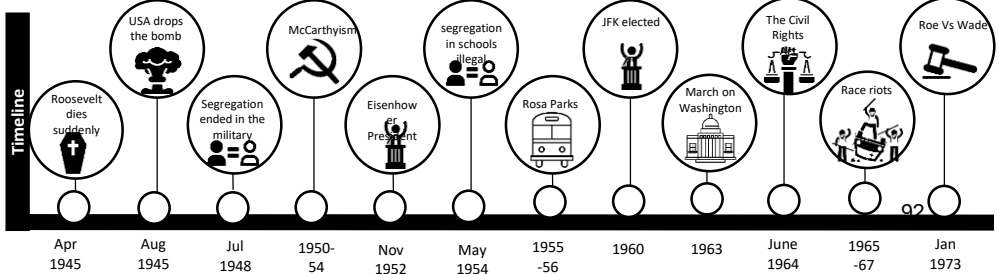 Timeline
Roosevelt
dies
suddenly
USA drops
the bomb
Segregation
ended in the
military
McCarthyism
Eisenhow
er
President
segregation
in schools
illegal
Rosa Parks
JFK elected
March on
Washington
The Civil
Rights
Race riots
Roe Vs Wade
92
Apr
1945
Aug
1945
Jul
1948
1950-
54
Nov
1952
May
1954
1955
-56
1960
1963
June
1964
1965
-67
Jan
1973